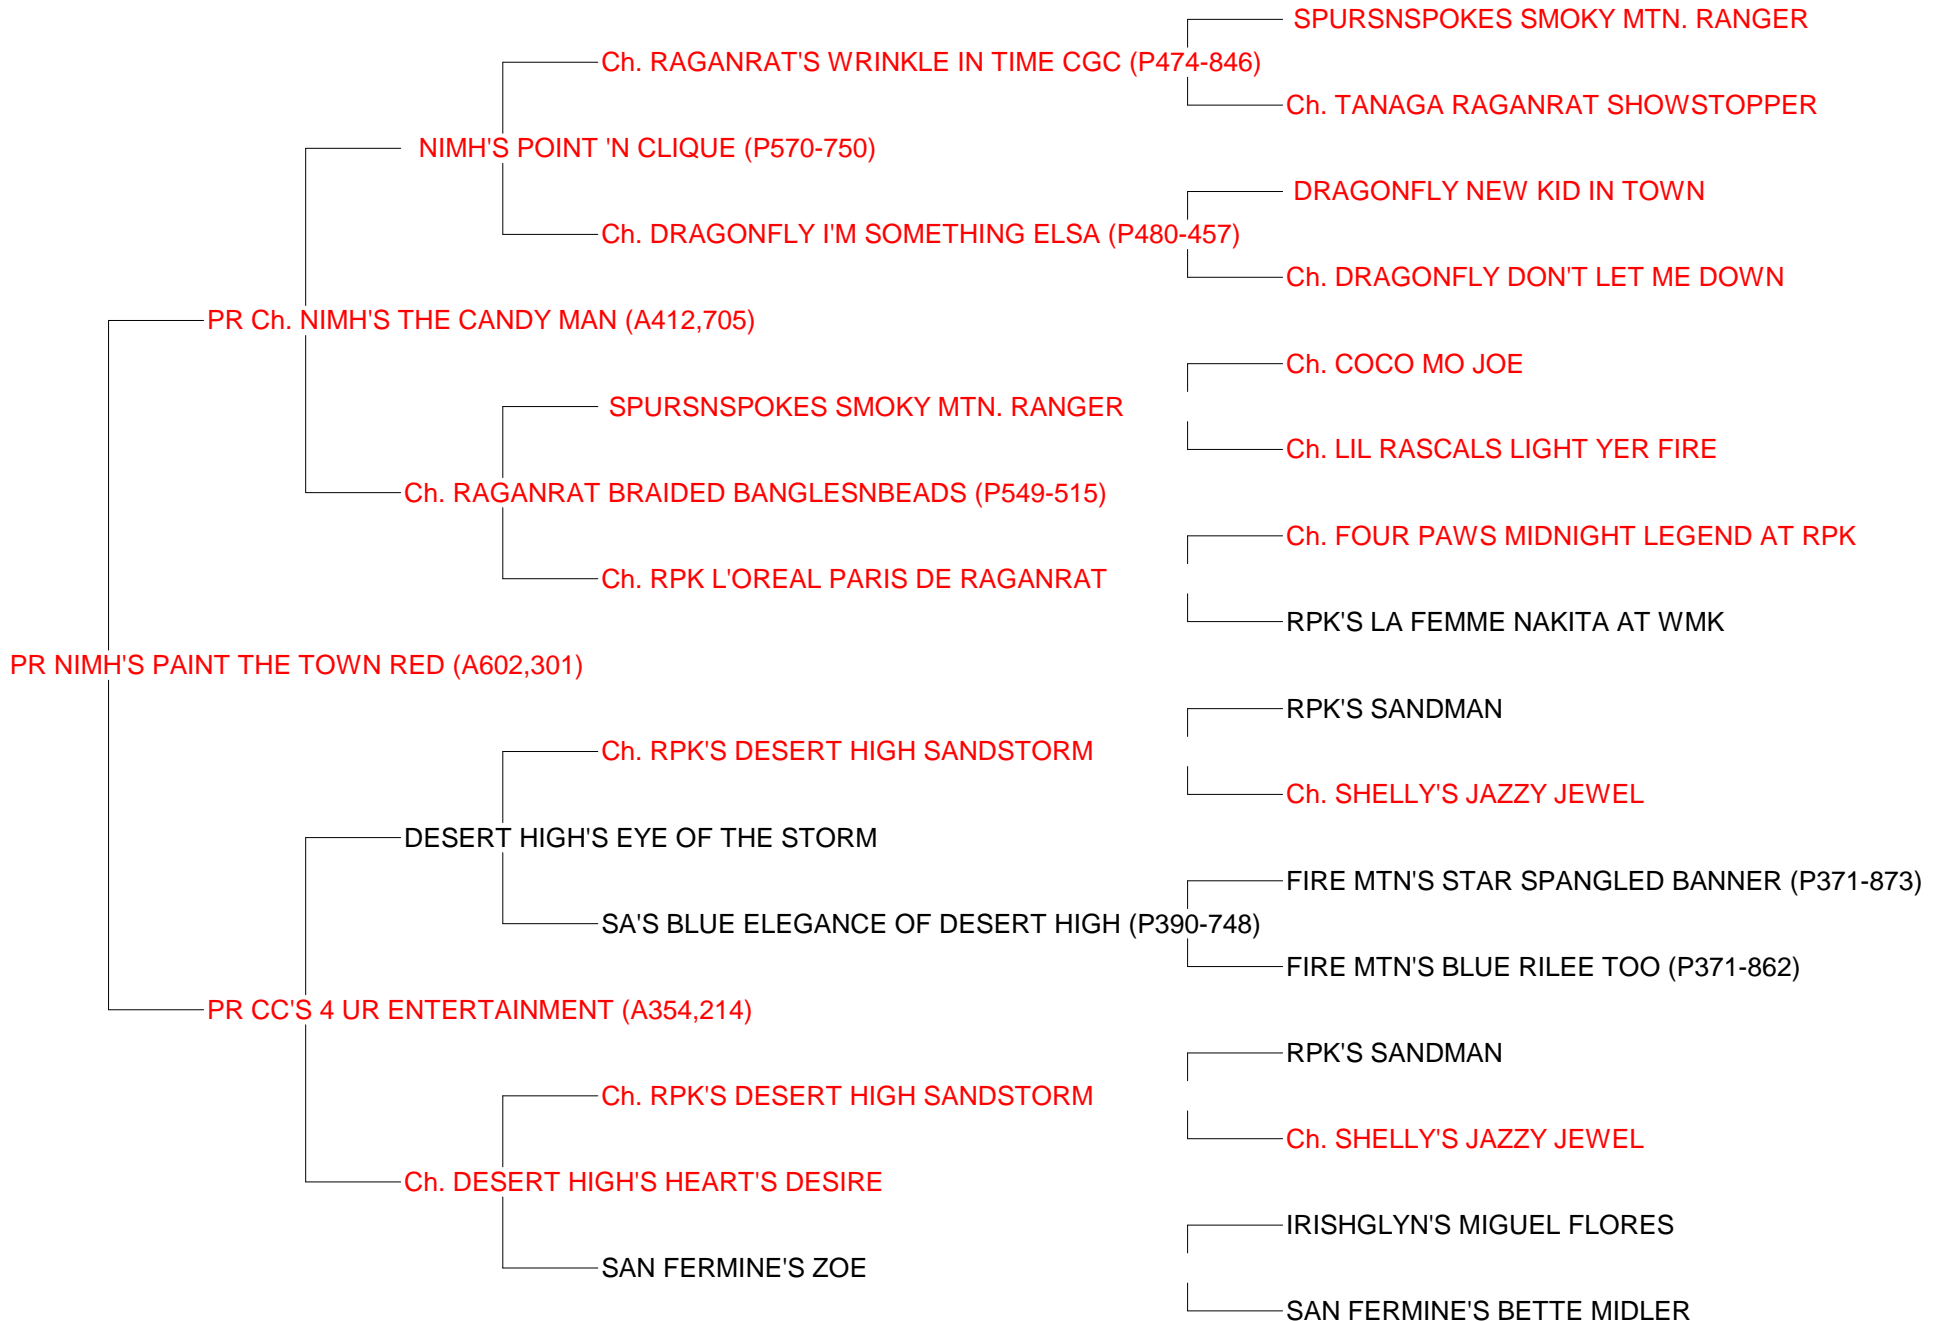 SPURSNSPOKES SMOKY MTN. RANGER
Ch. RAGANRAT'S WRINKLE IN TIME CGC (P474-846)
Ch. TANAGA RAGANRAT SHOWSTOPPER
NIMH'S POINT 'N CLIQUE (P570-750)
DRAGONFLY NEW KID IN TOWN
Ch. DRAGONFLY I'M SOMETHING ELSA (P480-457)
Ch. DRAGONFLY DON'T LET ME DOWN
PR Ch. NIMH'S THE CANDY MAN (A412,705)
Ch. COCO MO JOE
SPURSNSPOKES SMOKY MTN. RANGER
Ch. LIL RASCALS LIGHT YER FIRE
Ch. RAGANRAT BRAIDED BANGLESNBEADS (P549-515)
Ch. FOUR PAWS MIDNIGHT LEGEND AT RPK
Ch. RPK L'OREAL PARIS DE RAGANRAT
RPK'S LA FEMME NAKITA AT WMK
PR NIMH'S PAINT THE TOWN RED (A602,301)
RPK'S SANDMAN
Ch. RPK'S DESERT HIGH SANDSTORM
Ch. SHELLY'S JAZZY JEWEL
DESERT HIGH'S EYE OF THE STORM
FIRE MTN'S STAR SPANGLED BANNER (P371-873)
SA'S BLUE ELEGANCE OF DESERT HIGH (P390-748)
FIRE MTN'S BLUE RILEE TOO (P371-862)
PR CC'S 4 UR ENTERTAINMENT (A354,214)
RPK'S SANDMAN
Ch. RPK'S DESERT HIGH SANDSTORM
Ch. SHELLY'S JAZZY JEWEL
Ch. DESERT HIGH'S HEART'S DESIRE
IRISHGLYN'S MIGUEL FLORES
SAN FERMINE'S ZOE
SAN FERMINE'S BETTE MIDLER